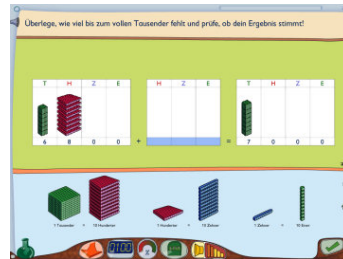 Überlege, wie viel bis zum vollen Tausender fehlt und prüfe, ob dein Ergebnis stimmt!
T H Z E H Z E T H Z E
6 8 0 0 + = 7 0 0 0
1 Tausender = 10 Hunderter 1 Hunderter = 10 Zehner 1 Zehner = 10 Einer
0100